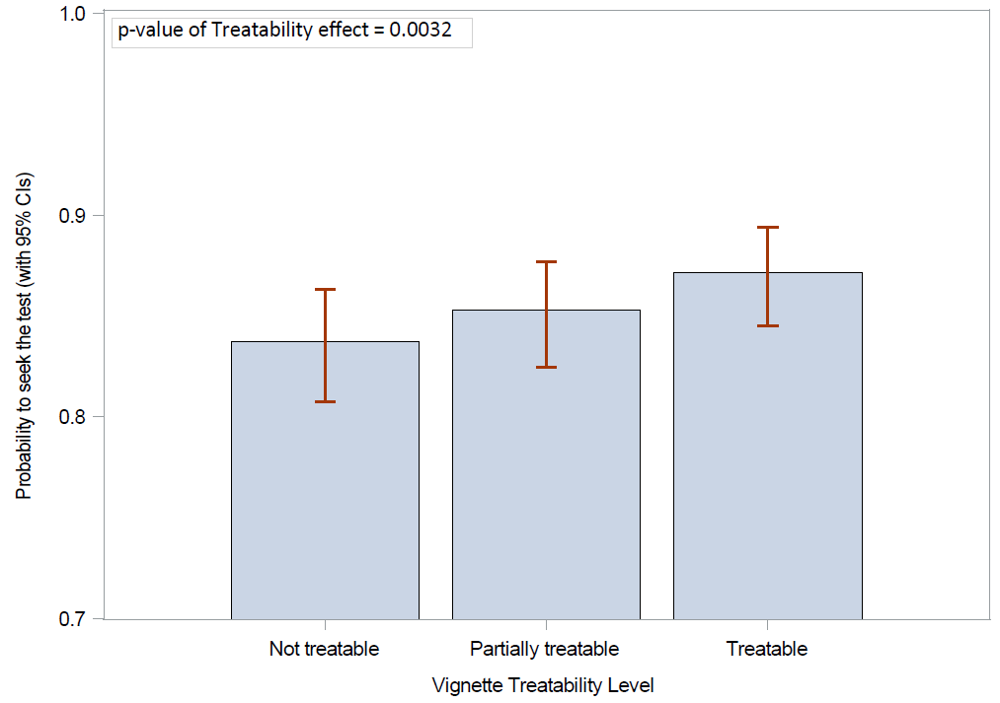 1.0
p-value of Treatability effect = 0.0032
0.9
0.8
0.7
Probability to seek the test (with 95% CIs)
Not treatable
Partially treatable
Treatable
Vignette Treatability Level